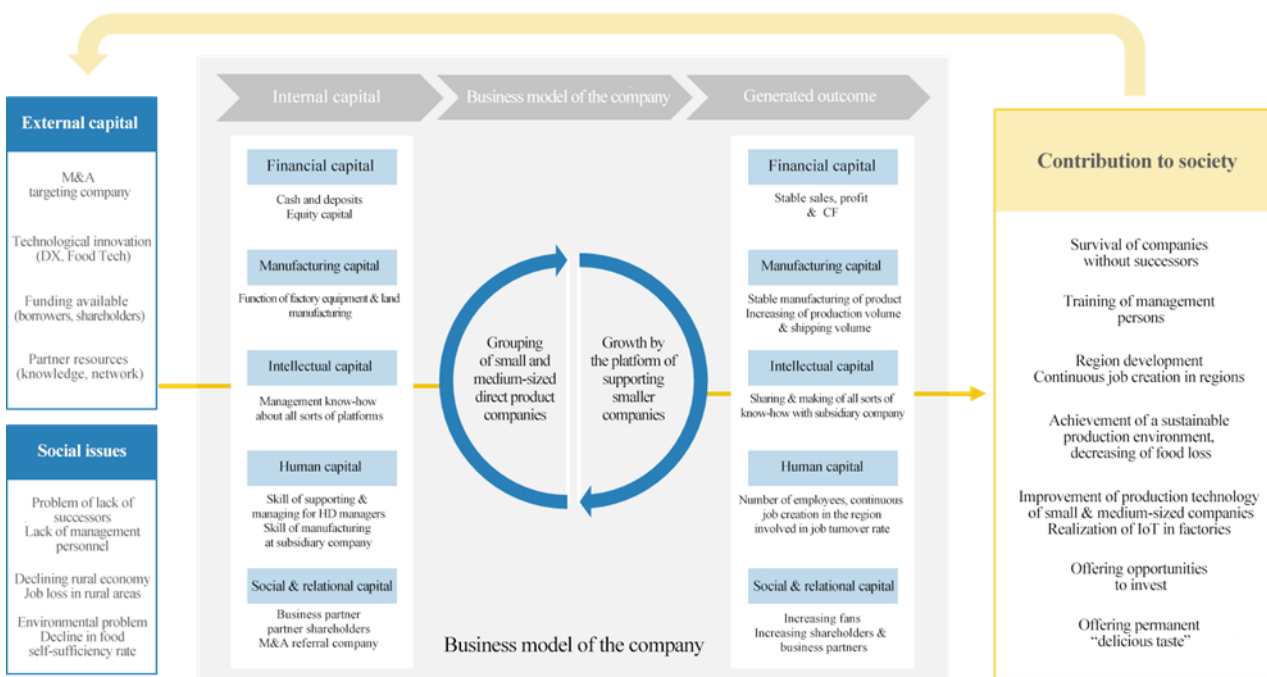 External capital
M&A
targeting company
Technological innovation
(DX, Food Tech)
Funding available
(borrowers, shareholders)
Partner resources
(knowledge, network)
Social issues
Problem of lack of
successors
Lack of management
personnel
Declining rural economy
Job loss in rural areas
Environmental problem
Decline in food
self-sufficiency rate
Internal capital
Financial capital
Cash and deposits
Equity capital
Manufacturing capital
Function of factory equipment & land
manufacturing
Intellectual capital
Management know-how
about all sorts of platforms
Human capital
Skill of supporting &
managing for HD managers
Skill of manufacturing
at subsidiary company
Social & relational capital
Business partner
partner shareholders
M&A referral company
Business model of the company
Grouping
of small and
medium-sized
direct product
companies
Growth by
the platform of
supporting
smaller
companies
Business model of the company
Generated outcome
Financial capital
Stable sales, profit
& CF
Manufacturing capital
Stable manufacturing of product
Increasing of production volume
& shipping volume
Intellectual capital
Sharing & making of all sorts of
know-how with subsidiary company
Human capital
Number of employees, continuous
job creation in the region
involved in job turnover rate
Social & relational capital
Increasing fans
Increasing shareholders &
business partners
Contribution to society
Survival of companies
without successors
Training of management
persons
Region development
Continuous job creation in regions
Achievement of a sustainable
production environment,
decreasing of food loss
Improvement of production technology
of small & medium-sized companies
Realization of IoT in factories
Offering opportunities
to invest
Offering permanent
“delicious taste”